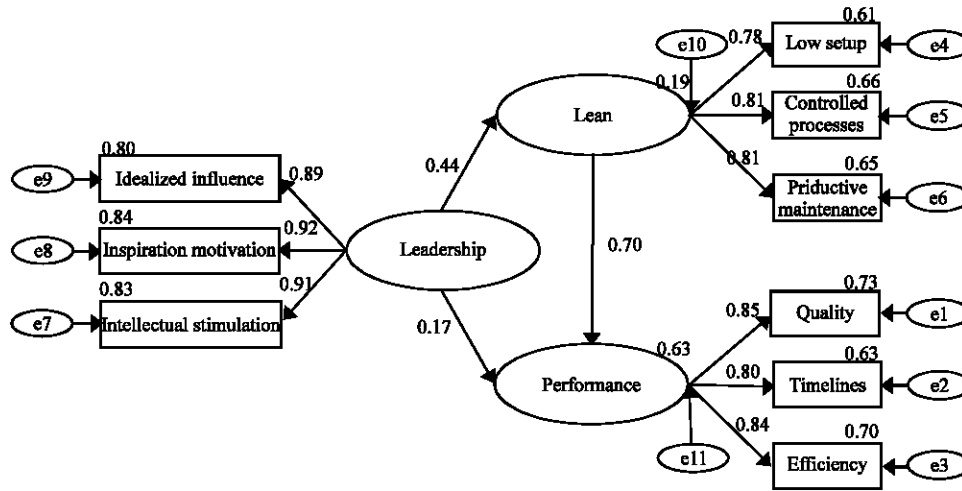 0.61
e10
0.78
Low setup
e4
0.19
0.66
Lean
0.81
Controlled
processes
e5
0.80
0.81
0.65
e9
Idealized influence
0.89
0.44
Priductive
maintenance
e6
0.84
0.92
e8
Inspiration motivation
Leadership
0.70
0.83
0.91
0.73
e7
Intellectual stimulation
0.17
0.85
Quality
e1
0.63
0.63
Performance
0.80
Timelines
e2
0.84
0.70
e11
Efficiency
e3